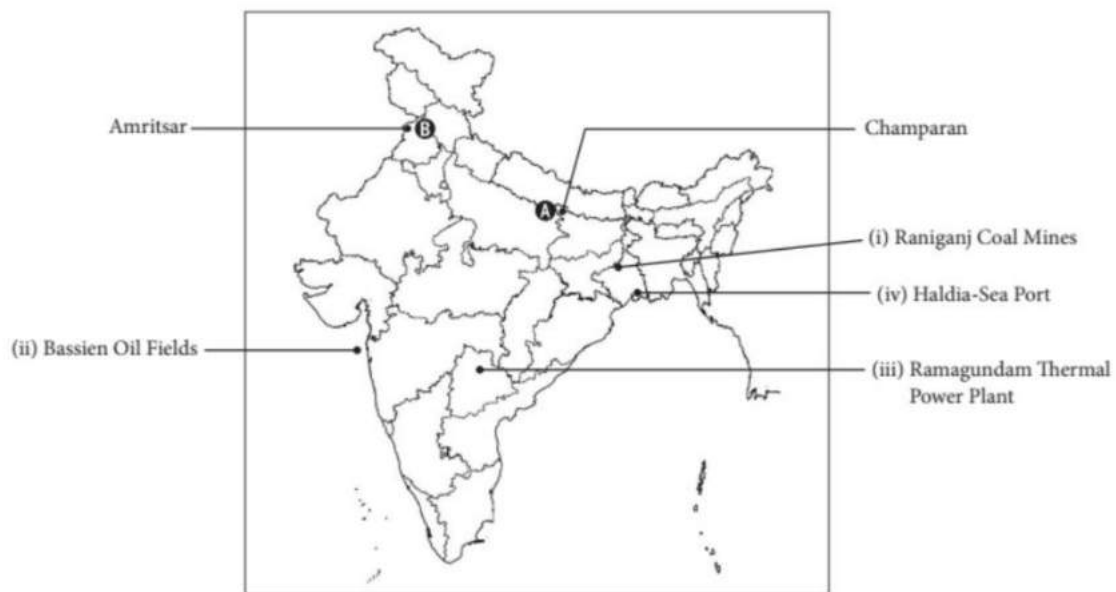 Amritsar
B
Champaran
A
(i) Raniganj Coal Mines
(iv) Haldia-Sea Port
(ii) Bassien Oil Fields
(iii) Ramagundam Thermal
Power Plant